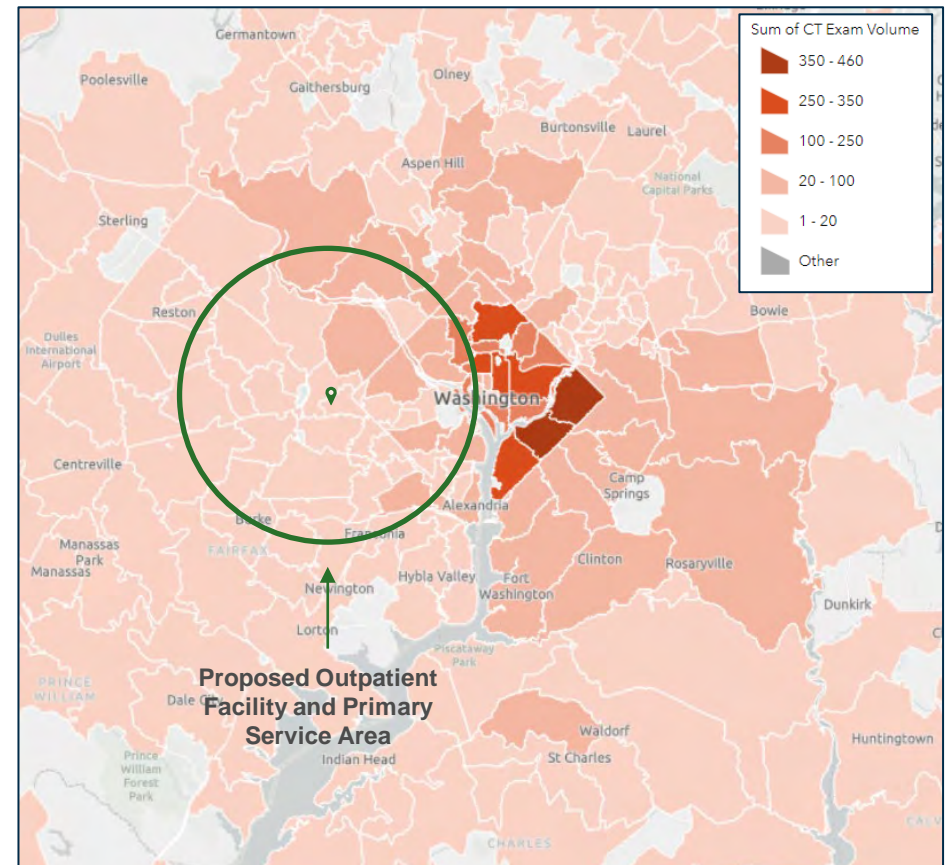 Germantown
Poolesville
Gaithersburg
Olney
Burtonsville
Laurel
Aspen Hill
National
Capital Parks
Sterling
Reston
Bowie
Dulles
International
Airport
Washington
Centreville
Camp
Springs
Alexandria
Burke
Franconia
FAIRFAX
Manassas
Park
Manassas
Clinton
Rosaryville
Newington
Hybla Valley
Fort
Washington
Dunkirk
Lorton
Piscataway
Park
PRINCE
WILLIAM
Dale
Proposed Outpatient
Facility and Primary
Service Area
Waldorf
Huntingtown
Prince
William
Forest
Park
Indian Head
St Charles
CHARLES
Sum of CT Exam Volume
350 - 460
250 - 350
100 - 250
20 - 100
1 - 20
Other